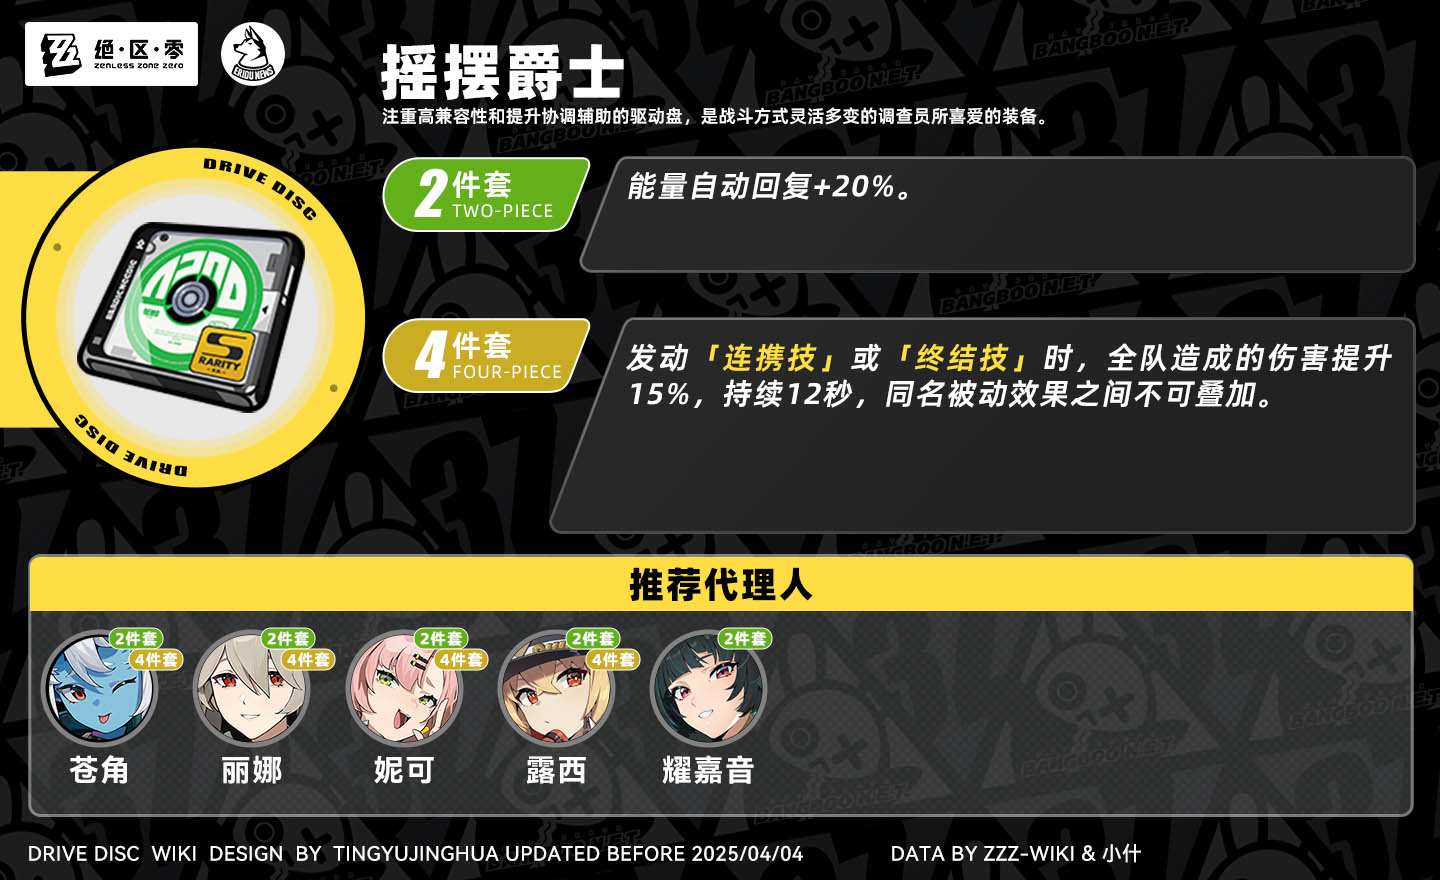 绝·区·零
Zenless Zone Zero
ERIDU NEWS
摇摆爵士
注重高兼容性和提升协调辅助的驱动盘，是战斗方式灵活多变的调查员所喜爱的装备。
DRIVE DISC
2件套
TWO-PIECE
能量自动回复+20%。
S
RARITY
DRIVE DISC
4件套
FOUR-PIECE
发动「连携技」或「终结技」时，全队造成的伤害提升
15%，持续12秒，同名被动效果之间不可叠加。
BANGBOO N.E.T.
推荐代理人
2件套
4件套
苍角
2件套
4件套
丽娜
2件套
4件套
妮可
2件套
4件套
露西
2件套
耀嘉音
DRIVE DISC WIKI DESIGN BY TINGYUJINGHUA UPDATED BEFORE 2025/04/04
DATA BY ZZZ-WIKI & 小什